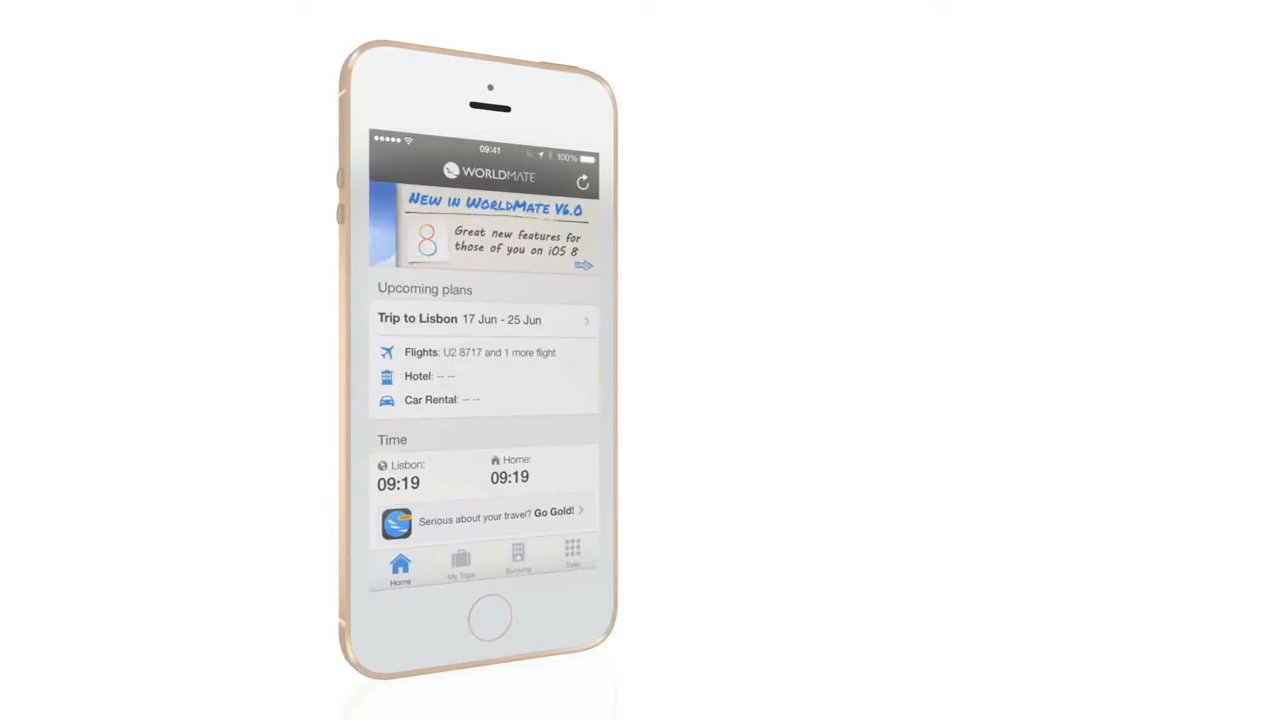 09:41
100%
WORLDMATE
NEW IN WORLDMATE V6.0
8
Great new features for
those of you on iOS 8
Upcoming plans
Trip to Lisbon 17 Jun - 25 Jun
Flights: U2 8717 and 1 more flight
Hotel: -- --
Car Rental: -- --
Time
Lisbon: Home:
09:19 09:19
Serious about your travel? Go Gold!
Home My Trips Booking Tools